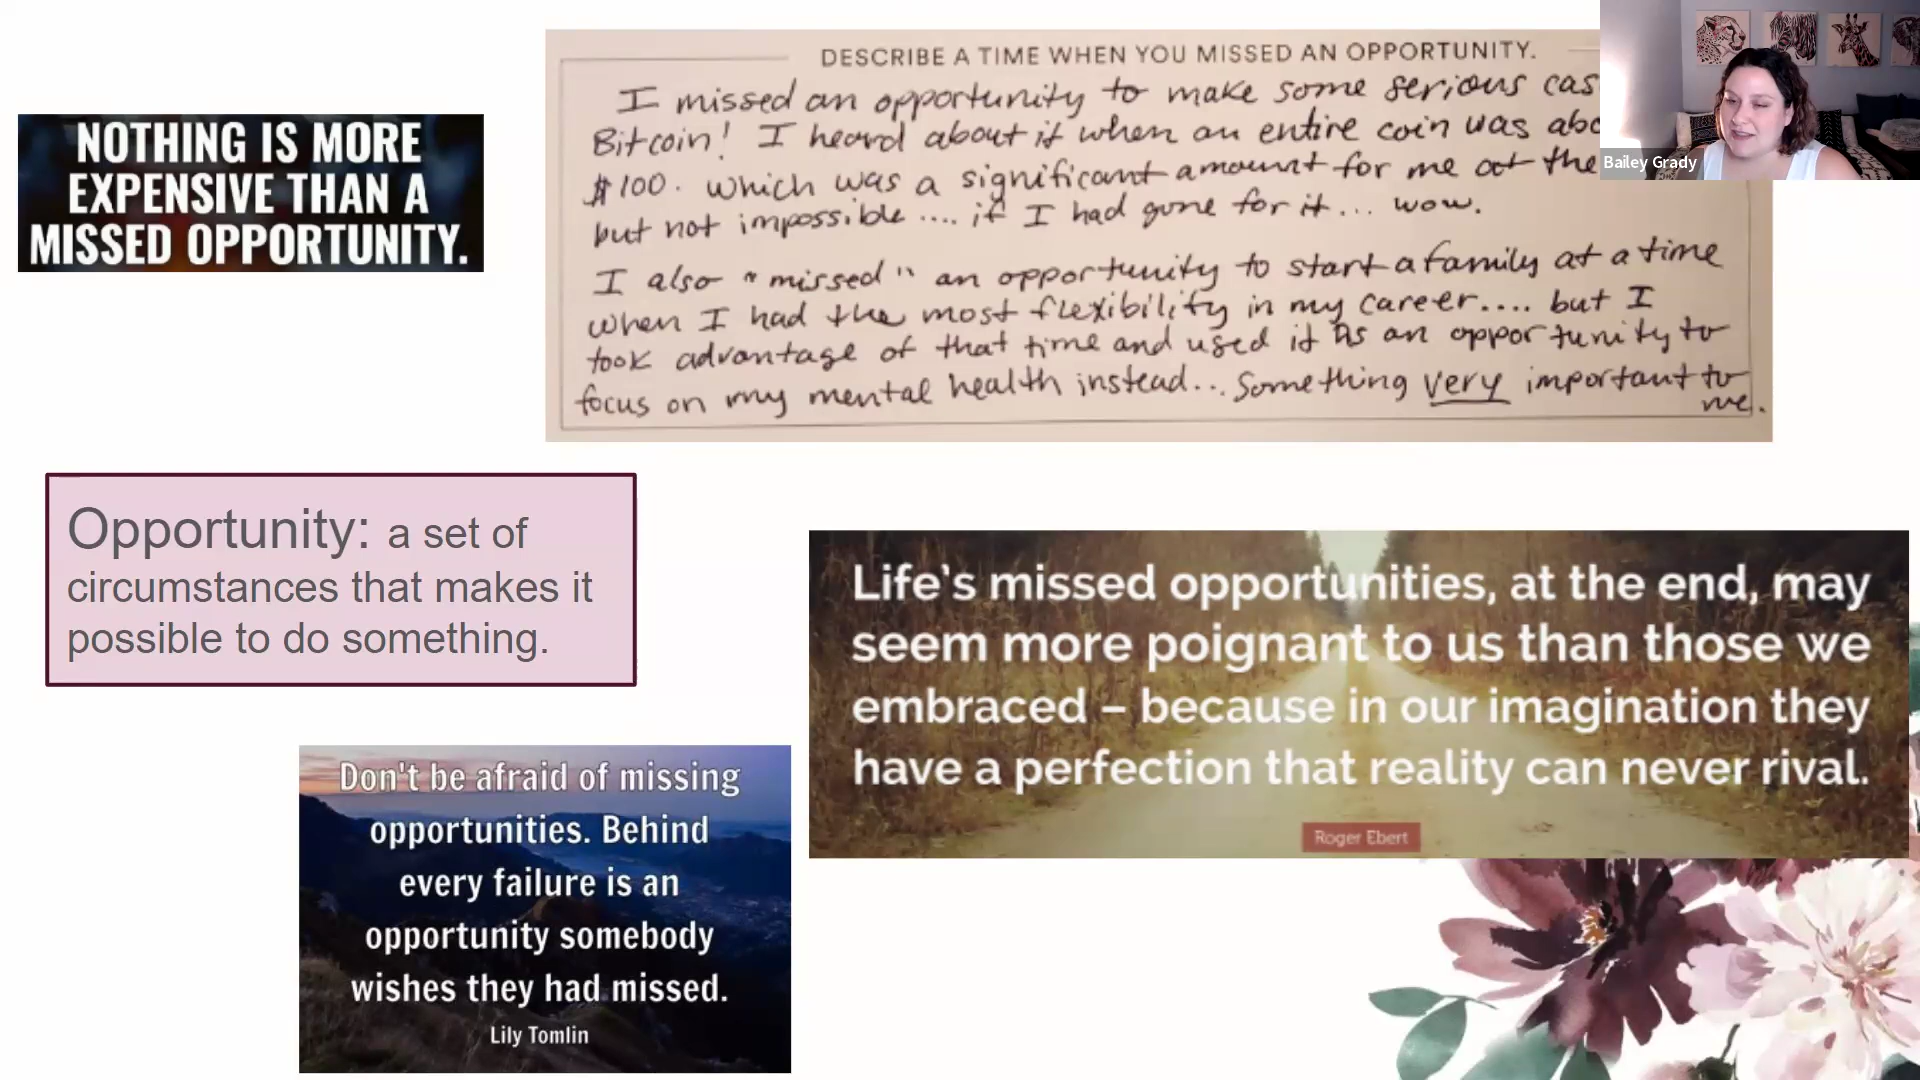 NOTHING IS MORE
EXPENSIVE THAN A
MISSED OPPORTUNITY.
DESCRIBE A TIME WHEN YOU MISSED AN OPPORTUNITY.
I missed an opportunity to make some serious cas
Bitcoin! I heard about it when an entire coin was abo
$100. which was a significant amount for me at the
but not impossible .... if I had gone for it... wow.
I also "missed" an opportunity to start a family at a time
when I had the most flexibility in my career.... but I
took advantage of that time and used it as an opportunity to
focus on my mental health instead... Something very important to
me.
Bailey Grady
Opportunity: a set of
circumstances that makes it
possible to do something.
Life's missed opportunities, at the end, may
seem more poignant to us than those we
embraced – because in our imagination they
have a perfection that reality can never rival.
Roger Ebert
Don't be afraid of missing
opportunities. Behind
every failure is an
opportunity somebody
wishes they had missed.
Lily Tomlin